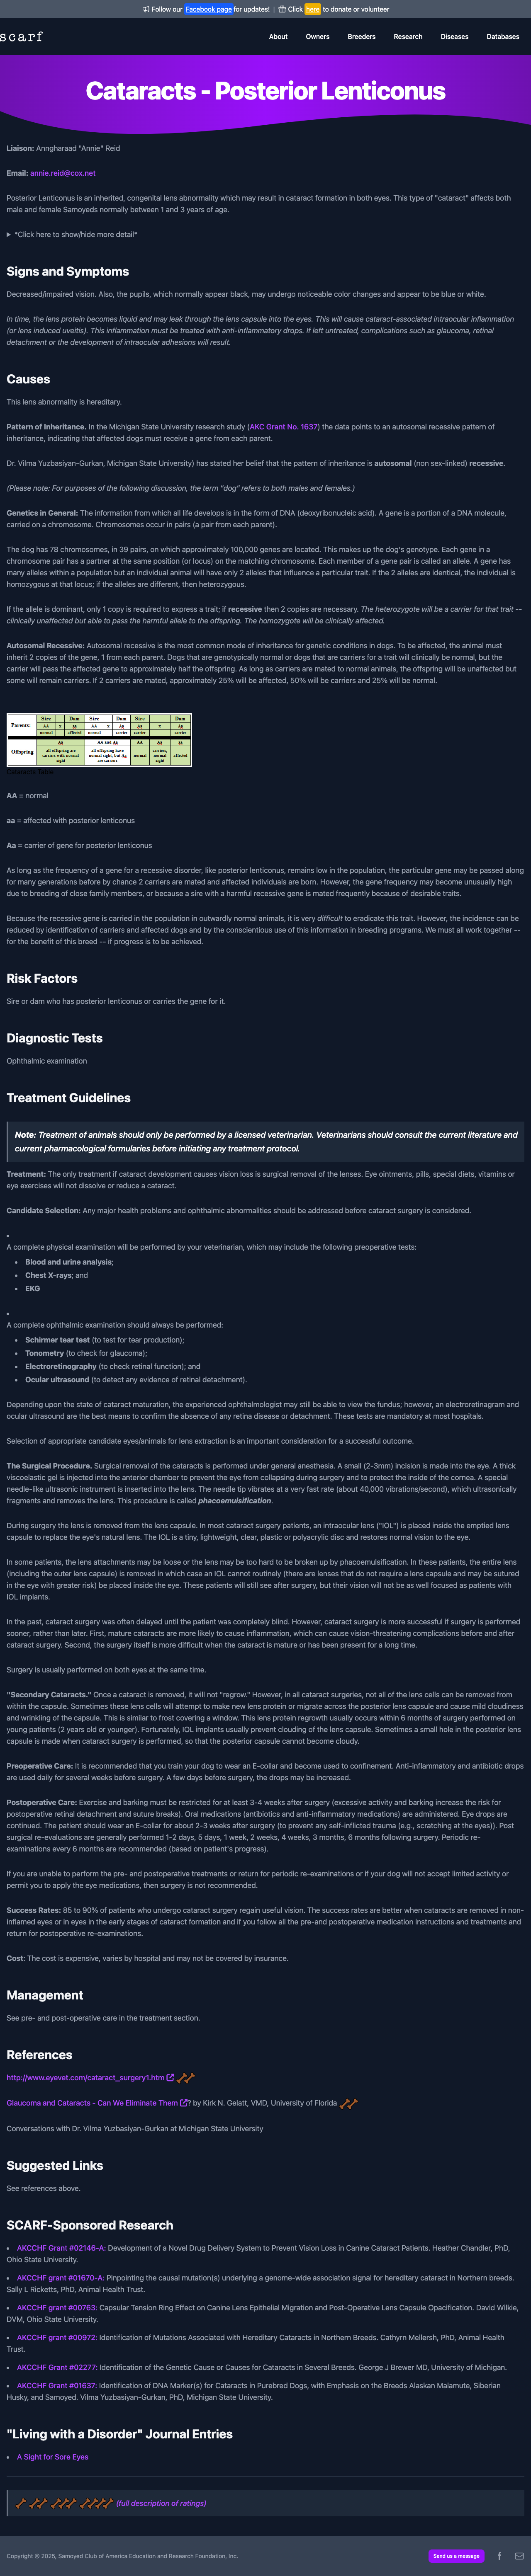 Follow our Facebook page for updates! | Click here to donate or volunteer
scarf
About Owners Breeders Research Diseases Databases
Cataracts - Posterior Lenticonus
Liaison: Anngharaad "Annie" Reid
Email: annie.reid@cox.net
Posterior Lenticonus is an inherited, congenital lens abnormality which may result in cataract formation in both eyes. This type of "cataract" affects both
male and female Samoyeds normally between 1 and 3 years of age.
*Click here to show/hide more detail*
Signs and Symptoms
Decreased/impaired vision. Also, the pupils, which normally appear black, may undergo noticeable color changes and appear to be blue or white.
In time, the lens protein becomes liquid and may leak through the lens capsule into the eyes. This will cause cataract-associated intraocular inflammation
(or lens induced uveitis). This inflammation must be treated with anti-inflammatory drops. If left untreated, complications such as glaucoma, retinal
detachment or the development of intraocular adhesions will result.
Causes
This lens abnormality is hereditary.
Pattern of Inheritance. In the Michigan State University research study (AKC Grant No. 1637) the data points to an autosomal recessive pattern of
inheritance, indicating that affected dogs must receive a gene from each parent.
Dr. Vilma Yuzbasiyan-Gurkan, Michigan State University) has stated her belief that the pattern of inheritance is autosomal (non sex-linked) recessive.
(Please note: For purposes of the following discussion, the term "dog" refers to both males and females.)
Genetics in General: The information from which all life develops is in the form of DNA (deoxyribonucleic acid). A gene is a portion of a DNA molecule,
carried on a chromosome. Chromosomes occur in pairs (a pair from each parent).
The dog has 78 chromosomes, in 39 pairs, on which approximately 100,000 genes are located. This makes up the dog's genotype. Each gene in a
chromosome pair has a partner at the same position (or locus) on the matching chromosome. Each member of a gene pair is called an allele. A gene has
many alleles within a population but an individual animal will have only 2 alleles that influence a particular trait. If the 2 alleles are identical, the individual is
homozygous at that locus; if the alleles are different, then heterozygous.
If the allele is dominant, only 1 copy is required to express a trait; if recessive then 2 copies are necessary. The heterozygote will be a carrier for that trait --
clinically unaffected but able to pass the harmful allele to the offspring. The homozygote will be clinically affected.
Autosomal Recessive: Autosomal recessive is the most common mode of inheritance for genetic conditions in dogs. To be affected, the animal must
inherit 2 copies of the gene, 1 from each parent. Dogs that are genotypically normal or dogs that are carriers for a trait will clinically be normal, but the
carrier will pass the affected gene to approximately half the offspring. As long as carriers are mated to normal animals, the offspring will be unaffected but
some will remain carriers. If 2 carriers are mated, approximately 25% will be affected, 50% will be carriers and 25% will be normal.
Parents: Sire x Dam Sire Dam Sire x Dam
AA x aa AA x Aa Aa Aa
normal affected normal carrier carrier carrier
Offspring Aa AA and Aa AA Aa aa
all offspring are carriers with normal sight
all offspring have normal sight, but Aa are carriers
normal
carriers, normal sight
affected
Cataracts Table
AA = normal
aa = affected with posterior lenticonus
Aa = carrier of gene for posterior lenticonus
As long as the frequency of a gene for a recessive disorder, like posterior lenticonus, remains low in the population, the particular gene may be passed along
for many generations before by chance 2 carriers are mated and affected individuals are born. However, the gene frequency may become unusually high
due to breeding of close family members, or because a sire with a harmful recessive gene is mated frequently because of desirable traits.
Because the recessive gene is carried in the population in outwardly normal animals, it is very difficult to eradicate this trait. However, the incidence can be
reduced by identification of carriers and affected dogs and by the conscientious use of this information in breeding programs. We must all work together --
for the benefit of this breed -- if progress is to be achieved.
Risk Factors
Sire or dam who has posterior lenticonus or carries the gene for it.
Diagnostic Tests
Ophthalmic examination
Treatment Guidelines
Note: Treatment of animals should only be performed by a licensed veterinarian. Veterinarians should consult the current literature and
current pharmacological formularies before initiating any treatment protocol.
Treatment: The only treatment if cataract development causes vision loss is surgical removal of the lenses. Eye ointments, pills, special diets, vitamins or
eye exercises will not dissolve or reduce a cataract.
Candidate Selection: Any major health problems and ophthalmic abnormalities should be addressed before cataract surgery is considered.
A complete physical examination will be performed by your veterinarian, which may include the following preoperative tests:
Blood and urine analysis;
Chest X-rays; and
EKG
A complete ophthalmic examination should always be performed:
Schirmer tear test (to test for tear production);
Tonometry (to check for glaucoma);
Electroretinography (to check retinal function); and
Ocular ultrasound (to detect any evidence of retinal detachment).
Depending upon the state of cataract maturation, the experienced ophthalmologist may still be able to view the fundus; however, an electroretinagram and
ocular ultrasound are the best means to confirm the absence of any retina disease or detachment. These tests are mandatory at most hospitals.
Selection of appropriate candidate eyes/animals for lens extraction is an important consideration for a successful outcome.
The Surgical Procedure. Surgical removal of the cataracts is performed under general anesthesia. A small (2-3mm) incision is made into the eye. A thick
viscoelastic gel is injected into the anterior chamber to prevent the eye from collapsing during surgery and to protect the inside of the cornea. A special
needle-like ultrasonic instrument is inserted into the lens. The needle tip vibrates at a very fast rate (about 40,000 vibrations/second), which ultrasonically
fragments and removes the lens. This procedure is called phacoemulsification.
During surgery the lens is removed from the lens capsule. In most cataract surgery patients, an intraocular lens ("IOL") is placed inside the emptied lens
capsule to replace the eye's natural lens. The IOL is a tiny, lightweight, clear, plastic or polyacrylic disc and restores normal vision to the eye.
In some patients, the lens attachments may be loose or the lens may be too hard to be broken up by phacoemulsification. In these patients, the entire lens
(including the outer lens capsule) is removed in which case an IOL cannot routinely (there are lenses that do not require a lens capsule and may be sutured
in the eye with greater risk) be placed inside the eye. These patients will still see after surgery, but their vision will not be as well focused as patients with
IOL implants.
In the past, cataract surgery was often delayed until the patient was completely blind. However, cataract surgery is more successful if surgery is performed
sooner, rather than later. First, mature cataracts are more likely to cause inflammation, which can cause vision-threatening complications before and after
cataract surgery. Second, the surgery itself is more difficult when the cataract is mature or has been present for a long time.
Surgery is usually performed on both eyes at the same time.
"Secondary Cataracts." Once a cataract is removed, it will not "regrow." However, in all cataract surgeries, not all of the lens cells can be removed from
within the capsule. Sometimes these lens cells will attempt to make new lens protein or migrate across the posterior lens capsule and cause mild cloudiness
and wrinkling of the capsule. This is similar to frost covering a window. This lens protein regrowth usually occurs within 6 months of surgery performed on
young patients (2 years old or younger). Fortunately, IOL implants usually prevent clouding of the lens capsule. Sometimes a small hole in the posterior lens
capsule is made when cataract surgery is performed, so that the posterior capsule cannot become cloudy.
Preoperative Care: It is recommended that you train your dog to wear an E-collar and become used to confinement. Anti-inflammatory and antibiotic drops
are used daily for several weeks before surgery. A few days before surgery, the drops may be increased.
Postoperative Care: Exercise and barking must be restricted for at least 3-4 weeks after surgery (excessive activity and barking increase the risk for
postoperative retinal detachment and suture breaks). Oral medications (antibiotics and anti-inflammatory medications) are administered. Eye drops are
continued. The patient should wear an E-collar for about 2-3 weeks after surgery (to prevent any self-inflicted trauma (e.g., scratching at the eyes)). Post
surgical re-evaluations are generally performed 1-2 days, 5 days, 1 week, 2 weeks, 4 weeks, 3 months, 6 months following surgery. Periodic re-
examinations every 6 months are recommended (based on patient's progress).
If you are unable to perform the pre- and postoperative treatments or return for periodic re-examinations or if your dog will not accept limited activity or
permit you to apply the eye medications, then surgery is not recommended.
Success Rates: 85 to 90% of patients who undergo cataract surgery regain useful vision. The success rates are better when cataracts are removed in non-
inflamed eyes or in eyes in the early stages of cataract formation and if you follow all the pre-and postoperative medication instructions and treatments and
return for postoperative re-examinations.
Cost: The cost is expensive, varies by hospital and may not be covered by insurance.
Management
See pre- and post-operative care in the treatment section.
References
http://www.eyevet.com/cataract_surgery1.htm
Glaucoma and Cataracts - Can We Eliminate Them ? by Kirk N. Gelatt, VMD, University of Florida
Conversations with Dr. Vilma Yuzbasiyan-Gurkan at Michigan State University
Suggested Links
See references above.
SCARF-Sponsored Research
AKCCHF Grant #02146-A: Development of a Novel Drug Delivery System to Prevent Vision Loss in Canine Cataract Patients. Heather Chandler, PhD,
Ohio State University.
AKCCHF grant #01670-A: Pinpointing the causal mutation(s) underlying a genome-wide association signal for hereditary cataract in Northern breeds.
Sally L Ricketts, PhD, Animal Health Trust.
AKCCHF grant #00763: Capsular Tension Ring Effect on Canine Lens Epithelial Migration and Post-Operative Lens Capsule Opacification. David Wilkie,
DVM, Ohio State University.
AKCCHF grant #00972: Identification of Mutations Associated with Hereditary Cataracts in Northern Breeds. Cathyrn Mellersh, PhD, Animal Health
Trust.
AKCCHF Grant #02277: Identification of the Genetic Cause or Causes for Cataracts in Several Breeds. George J Brewer MD, University of Michigan.
AKCCHF Grant #01637: Identification of DNA Marker(s) for Cataracts in Purebred Dogs, with Emphasis on the Breeds Alaskan Malamute, Siberian
Husky, and Samoyed. Vilma Yuzbasiyan-Gurkan, PhD, Michigan State University.
"Living with a Disorder" Journal Entries
A Sight for Sore Eyes
(full description of ratings)
Copyright © 2025, Samoyed Club of America Education and Research Foundation, Inc.
Send us a message